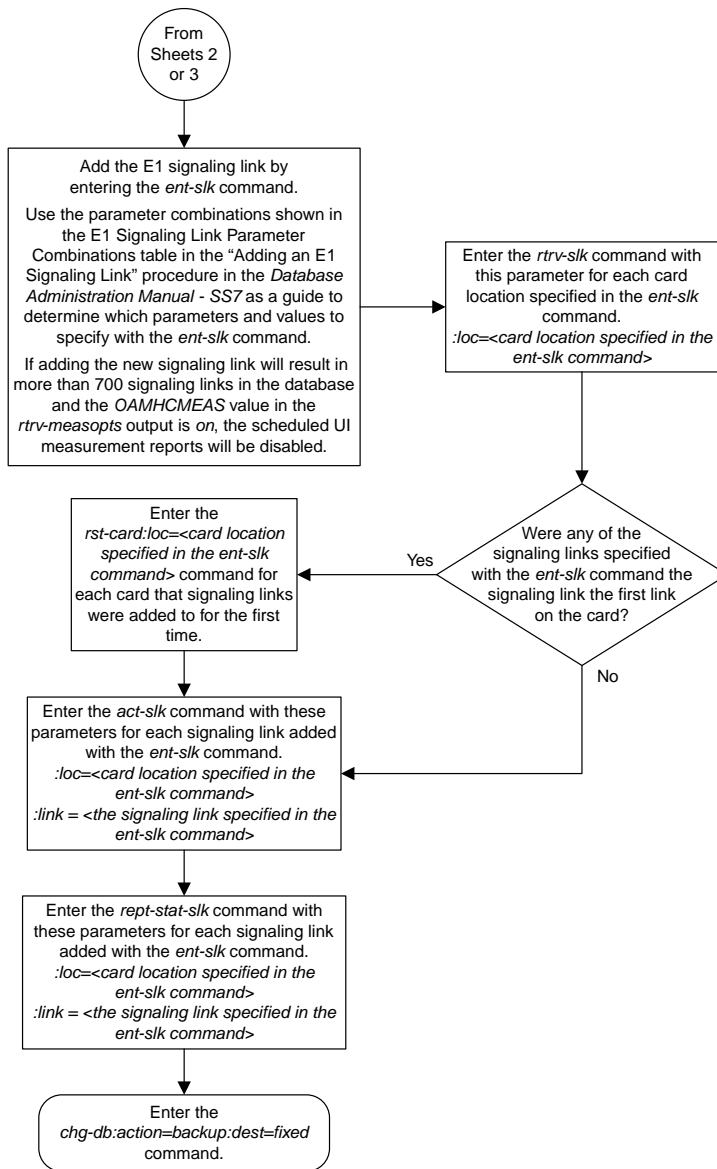 From
Sheets 2
or 3
Add the E1 signaling link by
entering the ent-slk command.
Use the parameter combinations shown in
the E1 Signaling Link Parameter
Combinations table in the “Adding an E1
Signaling Link” procedure in the Database
Administration Manual - SS7 as a guide to
determine which parameters and values to
specify with the ent-slk command.
If adding the new signaling link will result in
more than 700 signaling links in the database
and the OAMHCMEAS value in the
rtrv-measopts output is on, the scheduled UI
measurement reports will be disabled.
Enter the rtrv-slk command with
this parameter for each card
location specified in the ent-slk
command.
:loc=<card location specified in the
ent-slk command>
Were any of the
signaling links specified
with the ent-slk command the
signaling link the first link
on the card?
Yes
No
Enter the
rst-card:loc=<card location
specified in the ent-slk
command> command for
each card that signaling links
were added to for the first
time.
Enter the act-slk command with these
parameters for each signaling link added
with the ent-slk command.
:loc=<card location specified in the
ent-slk command>
:link = <the signaling link specified in the
ent-slk command>
Enter the rept-stat-slk command with
these parameters for each signaling link
added with the ent-slk command.
:loc=<card location specified in the
ent-slk command>
:link = <the signaling link specified in the
ent-slk command>
Enter the
chg-db:action=backup:dest=fixed
command.